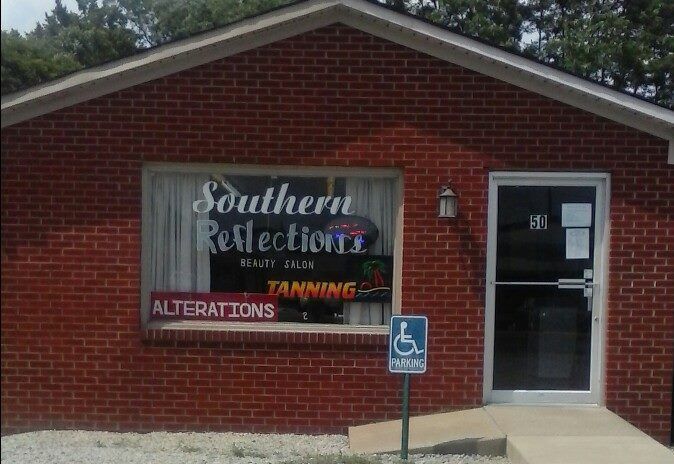 Southern
Reflections
BEAUTY SALON
TANNING
ALTERATIONS
50
PARKING